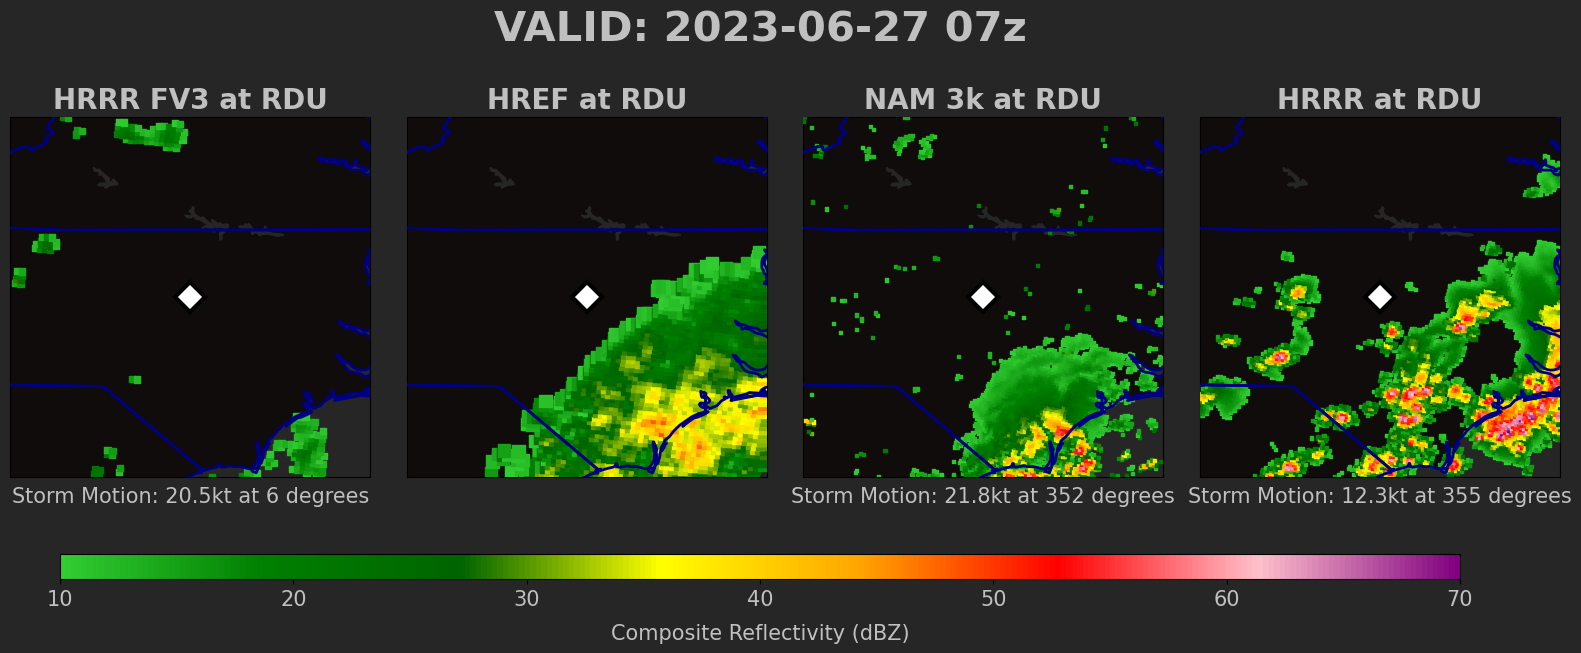 VALID: 2023-06-27 07z
HRRR FV3 at RDU
HREF at RDU
NAM 3k at RDU
HRRR at RDU
Storm Motion: 20.5kt at 6 degrees
Storm Motion: 21.8kt at 352 degrees
Storm Motion: 12.3kt at 355 degrees
10 20 30 40 50 60 70
Composite Reflectivity (dBZ)